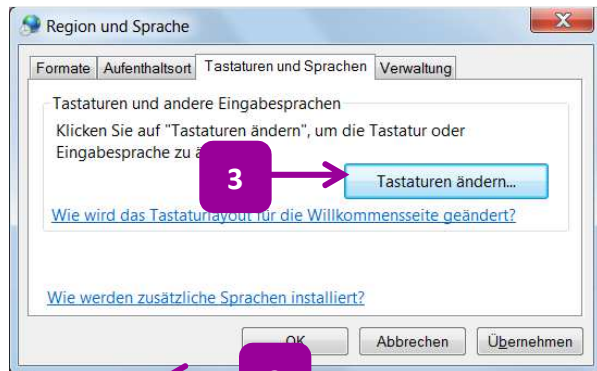 Region und Sprache
Formate Aufenthaltsort Tastaturen und Sprachen Verwaltung
Tastaturen und andere Eingabesprachen
Klicken Sie auf "Tastaturen ändern", um die Tastatur oder
Eingabesprache zu
3
Tastaturen ändern...
Wie wird das Tastaturlayout für die Willkommensseite geändert?
Wie werden zusätzliche Sprachen installiert?
OK Abbrechen Übernehmen